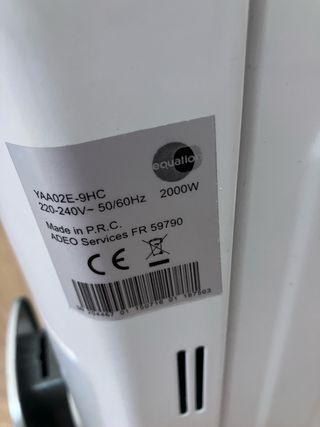 equation
YAA02E-9HC
220-240V~ 50/60Hz 2000W
Made in P.R.C.
ADEO Services FR 59790
CE